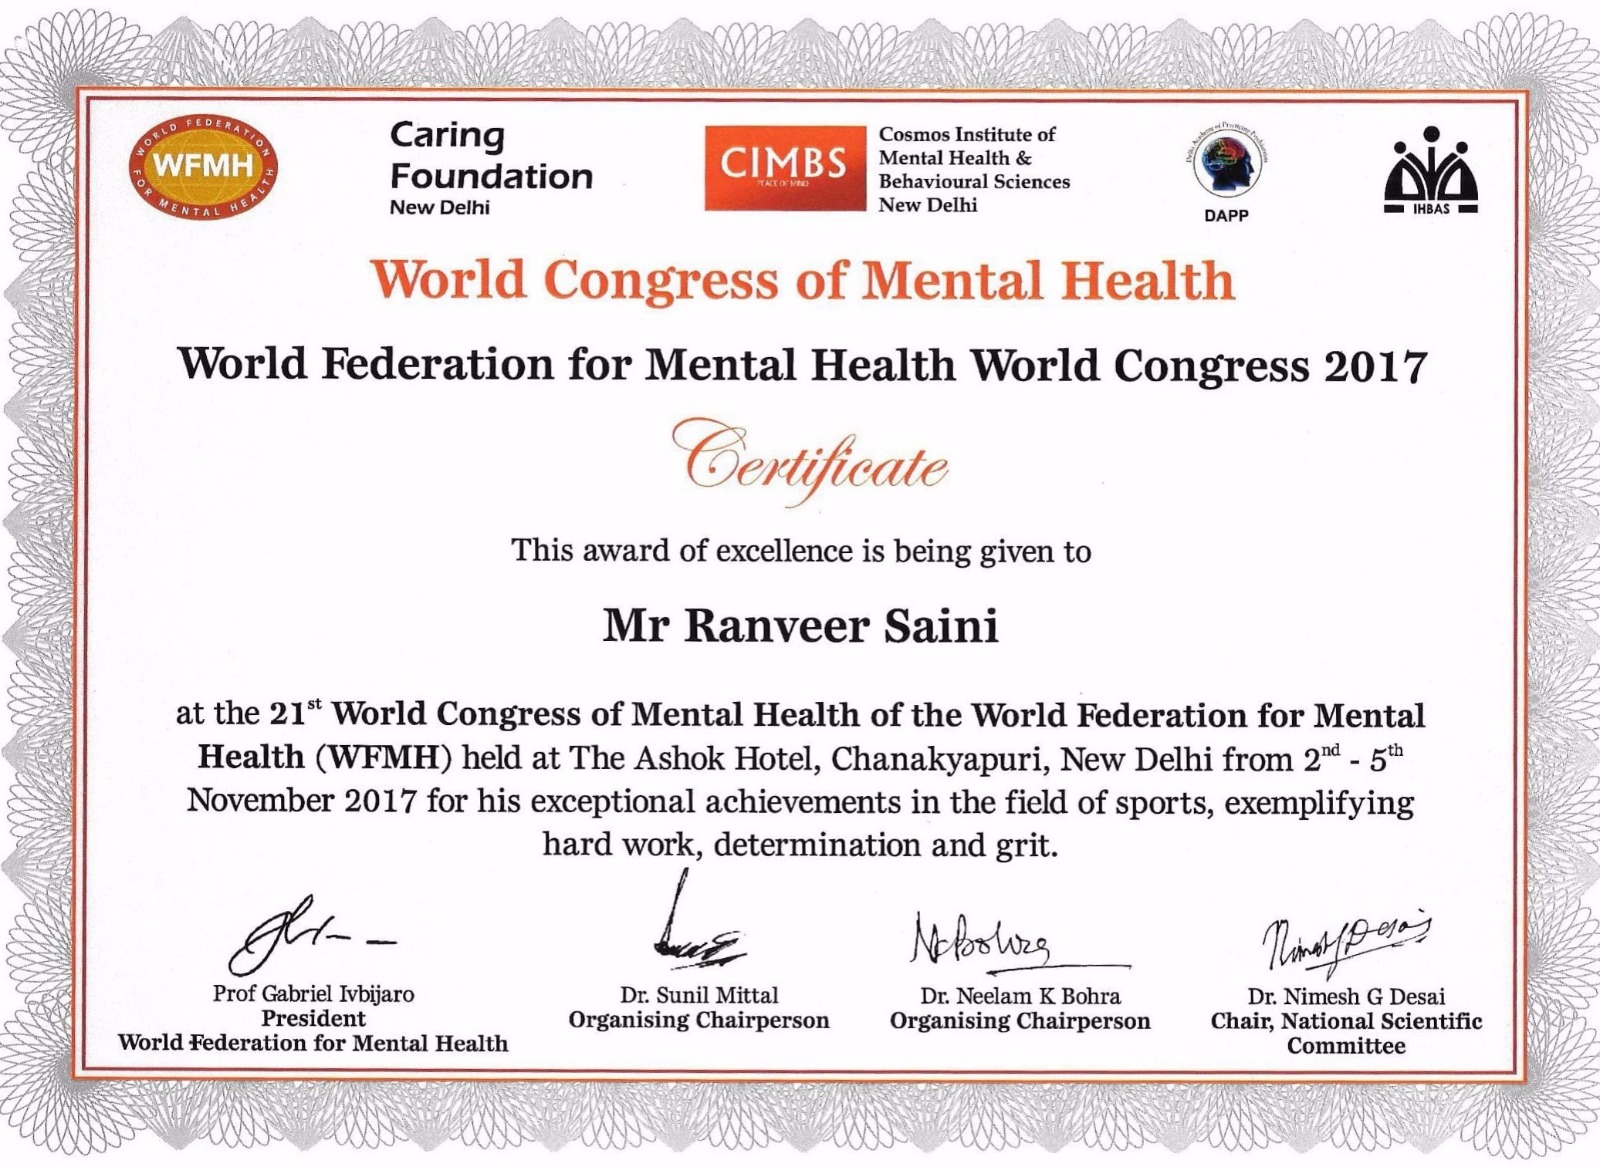 WORLD FEDERATION
WFMH
FOR MENTAL HEALTH
Caring
Foundation
New Delhi
CIMBS
PEACE OF MIND
Cosmos Institute of
Mental Health &
Behavioural Sciences
New Delhi
DAPP
IHBAS
World Congress of Mental Health
World Federation for Mental Health World Congress 2017
Certificate
This award of excellence is being given to
Mr Ranveer Saini
at the 21st World Congress of Mental Health of the World Federation for Mental
Health (WFMH) held at The Ashok Hotel, Chanakyapuri, New Delhi from 2nd - 5th
November 2017 for his exceptional achievements in the field of sports, exemplifying
hard work, determination and grit.
NkBohra
Nimesh G Desai
Prof Gabriel Ivbijaro
President
World Federation for Mental Health
Dr. Sunil Mittal
Organising Chairperson
Dr. Neelam K Bohra
Organising Chairperson
Dr. Nimesh G Desai
Chair, National Scientific
Committee